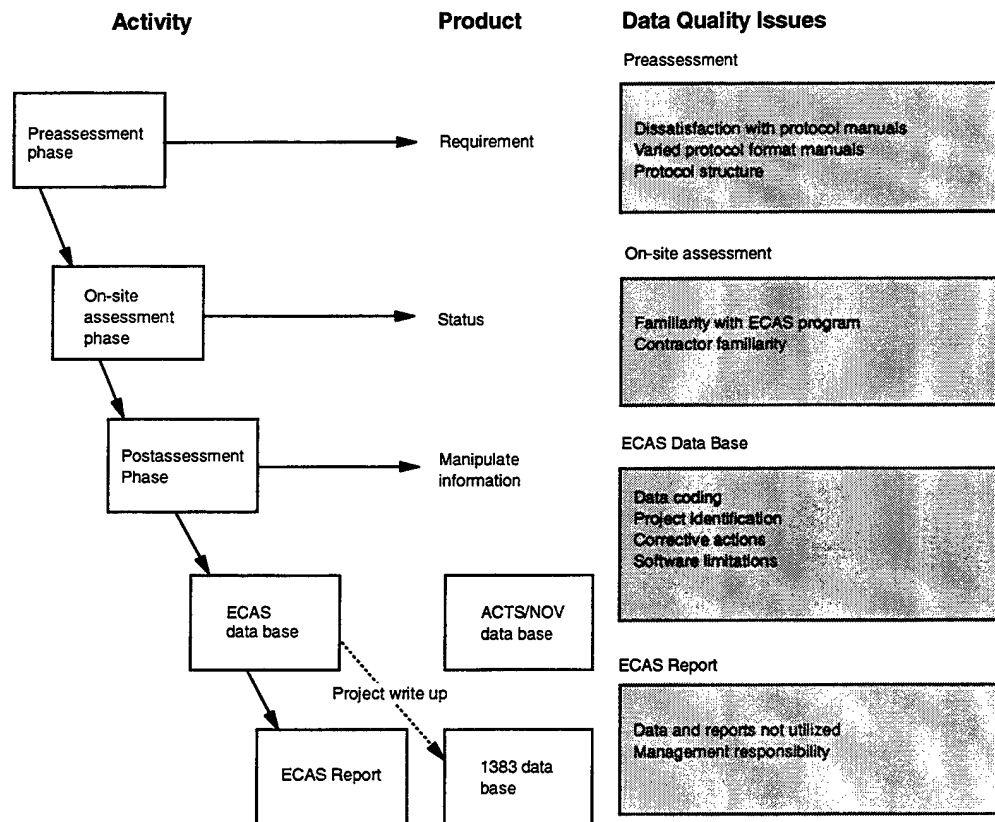 Activity
Product
Data Quality Issues
Preassessment
Preassessment
phase
Requirement
Dissatisfaction with protocol manuals
Varied protocol format manuals
Protocol structure
On-site assessment
On-site
assessment
phase
Status
Familiarity with ECAS program
Contractor familiarity
ECAS Data Base
Postassessment
Phase
Manipulate
information
Data coding
Project identification
Corrective actions
Software limitations
ECAS
data base
ACTS/NOV
data base
ECAS Report
Project write up
Data and reports not utilized
Management responsibility
ECAS Report
1383 data
base